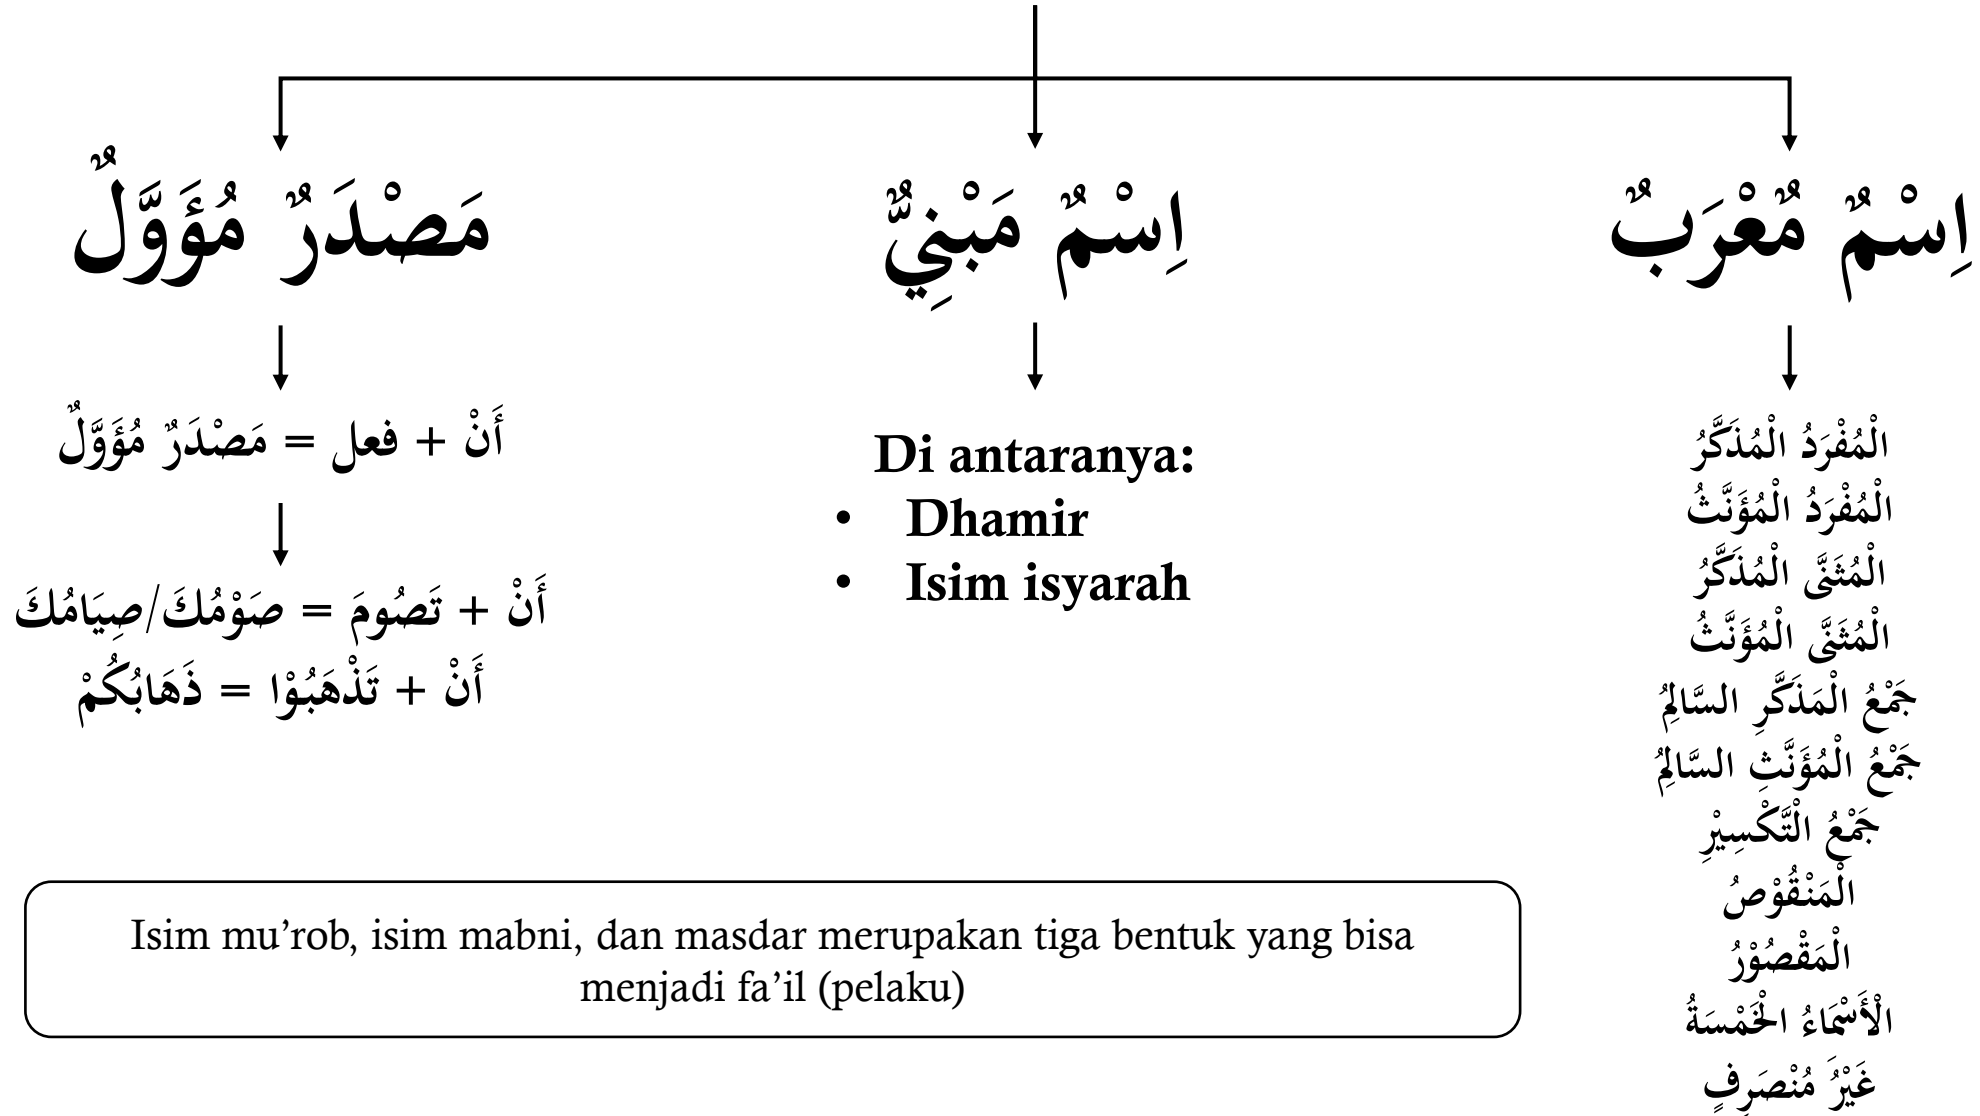 اِسْمٌ مٌعْرَبٌ
اِسْمٌ مَبْنِيٌّ
مَصْدَرٌ مُؤَوَّلٌ
الْمُفْرَدُ الْمُذَكَّرُ
الْمُفْرَدُ الْمُؤَنَّثُ
الْمُثَنَّى الْمُذَكَّرُ
الْمُثَنَّى الْمُؤَنَّثُ
جَمْعُ الْمَذَكَّرِ السَّالِمُ
جَمْعُ الْمُؤَنَّثِ السَّالِمُ
جَمْعُ الْتَّكْسِيْرِ
الْمَنْقُوْصُ
الْمَقْصُوْرُ
الْأَسْمَاءُ الْخَمْسَةُ
غَيْرُ مُنْصَرِفٍ
Di antaranya:
• Dhamir
• Isim isyarah
أَنْ + فعل = مَصْدَرٌ مُؤَوَّلٌ
أَنْ + تَصُومَ = صَوْمُكَ/صِيَامُكَ
أَنْ + تَذْهَبُوْا = ذَهَابُكُمْ
Isim mu’rob, isim mabni, dan masdar merupakan tiga bentuk yang bisa
menjadi fa’il (pelaku)